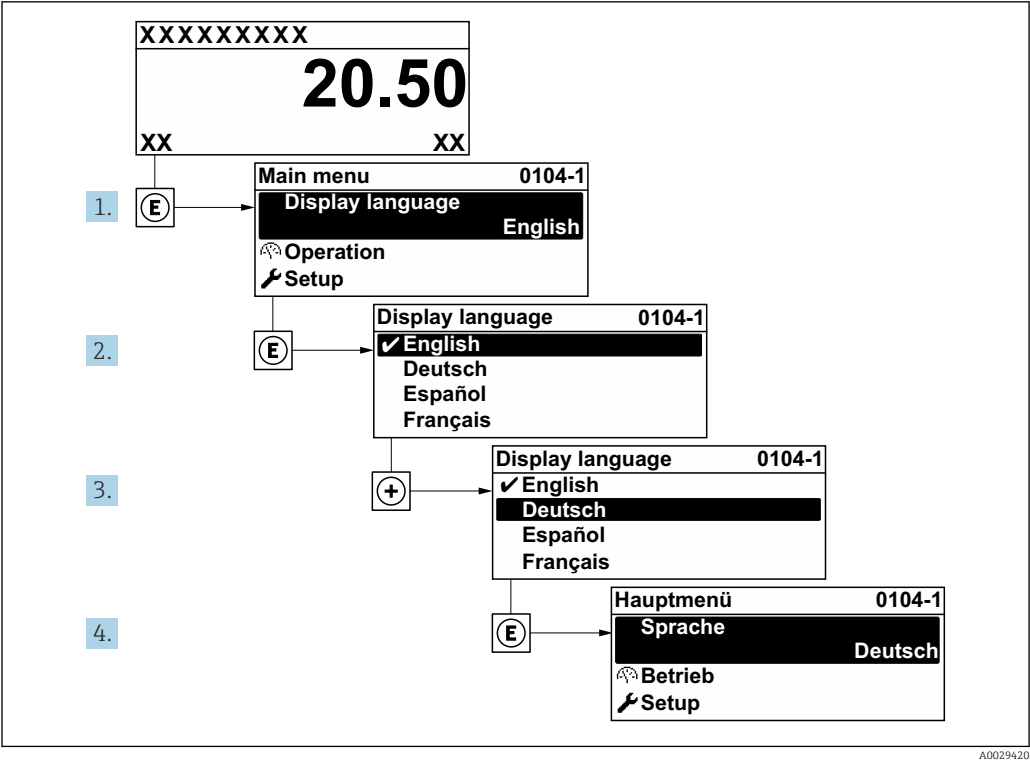 XXXXXXXXX
20.50
XX XX
Main menu 0104-1
1. E Display language
English
Operation
Setup
Display language 0104-1
2. E ✔English
Deutsch
Español
Français
Display language 0104-1
3. + ✔English
Deutsch
Español
Français
Hauptmenü 0104-1
4. E Sprache
Deutsch
Betrieb
Setup
A0029420